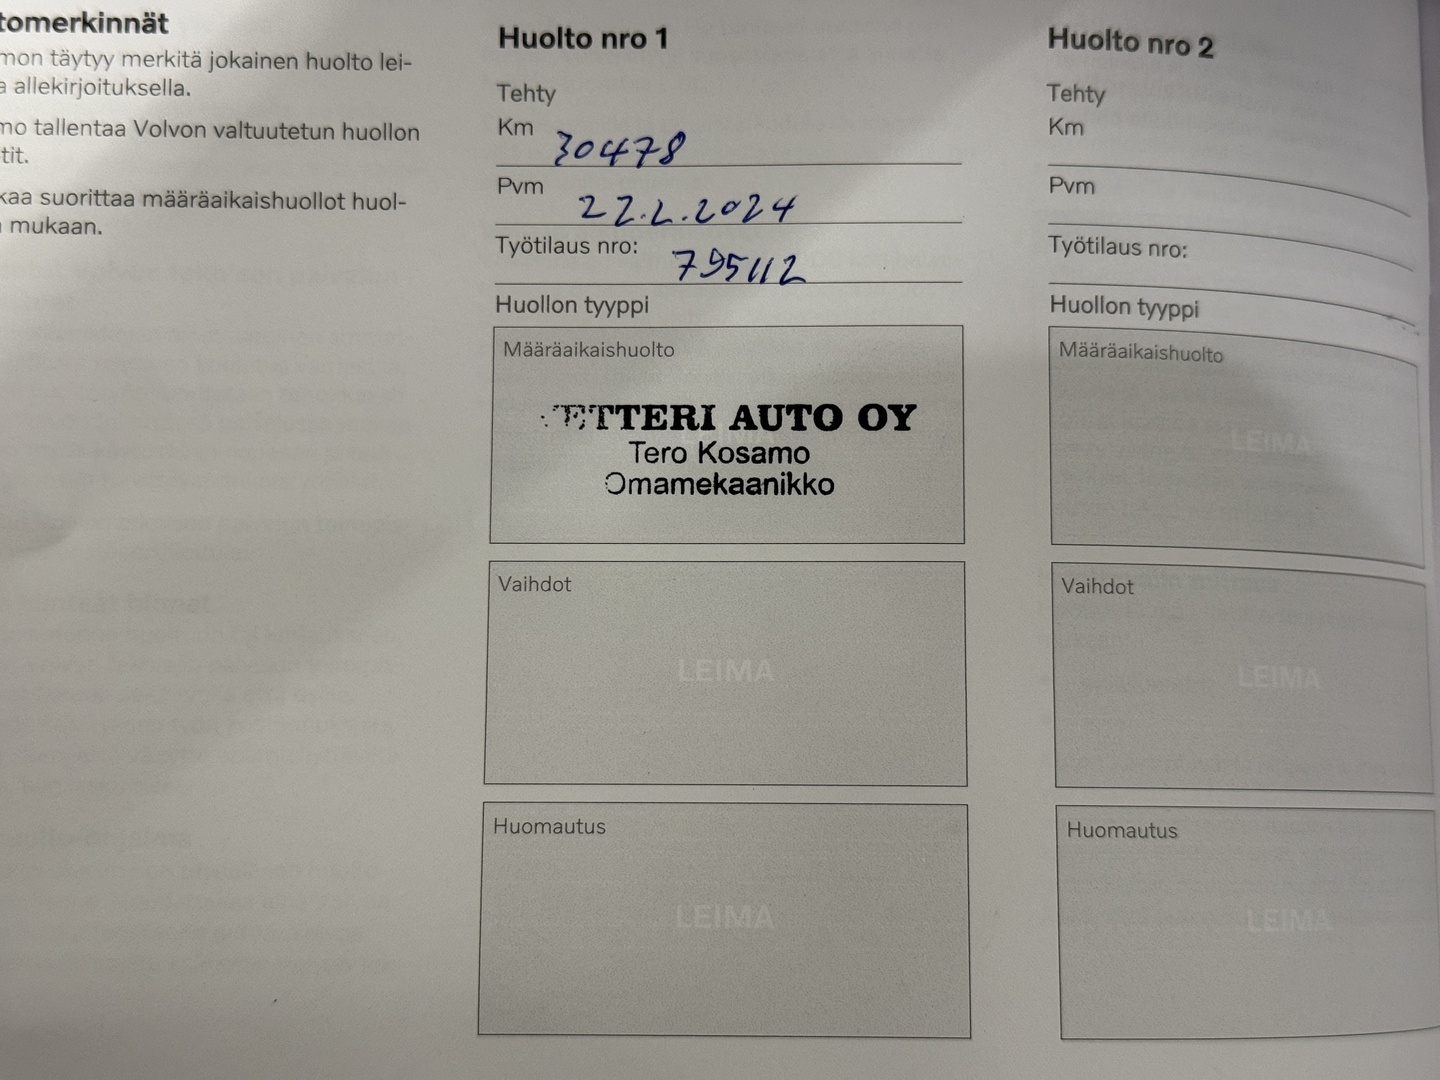 tomerkinnät
mon täytyy merkitä jokainen huolto lei-
a allekirjoituksella.
mo tallentaa Volvon valtuutetun huollon
tit.
kaa suorittaa määräaikaishuollot huol-
mukaan.
Huolto nro 1
Tehty
Km 30478
Pvm 22.2.2024
Työtilaus nro: 795112
Huollon tyyppi
Määräaikaishuolto
VETTERI AUTO OY
Tero Kosamo
Omamekaanikko
Vaihdot
LEIMA
Huomautus
LEIMA
Huolto nro 2
Tehty
Km
Pvm
Työtilaus nro:
Huollon tyyppi
Määräaikaishuolto
LEIMA
Vaihdot
LEIMA
Huomautus
LEIMA